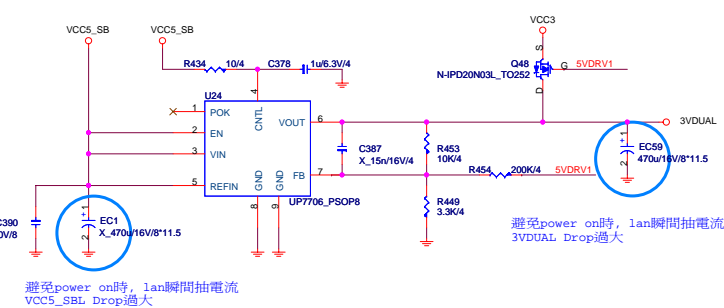 VCC5_SB
VCC5_SB
VCC3
R434 10/4
C378 1u/6.3V/4
Q48
N-IPD20N03L_TO252
S
G
D
5VDRV1
U24
1 POK
2 EN
3 VIN
5 REFIN
4 CNTL
VOUT 6
FB 7
GND 8
GND 9
UP7706_PSOP8
C387
X_15n/16V/4
R453
10K/4
R454 200K/4
5VDRV1
R449
3.3K/4
3VDUAL
+ 1
2
EC59
470u/16V/8*11.5
C390
0V/8
+ 1
2
EC1
X_470u/16V/8*11.5
避免power on時, lan瞬間抽電流
3VDUAL Drop過大
避免power on時, lan瞬間抽電流
VCC5_SBL Drop過大